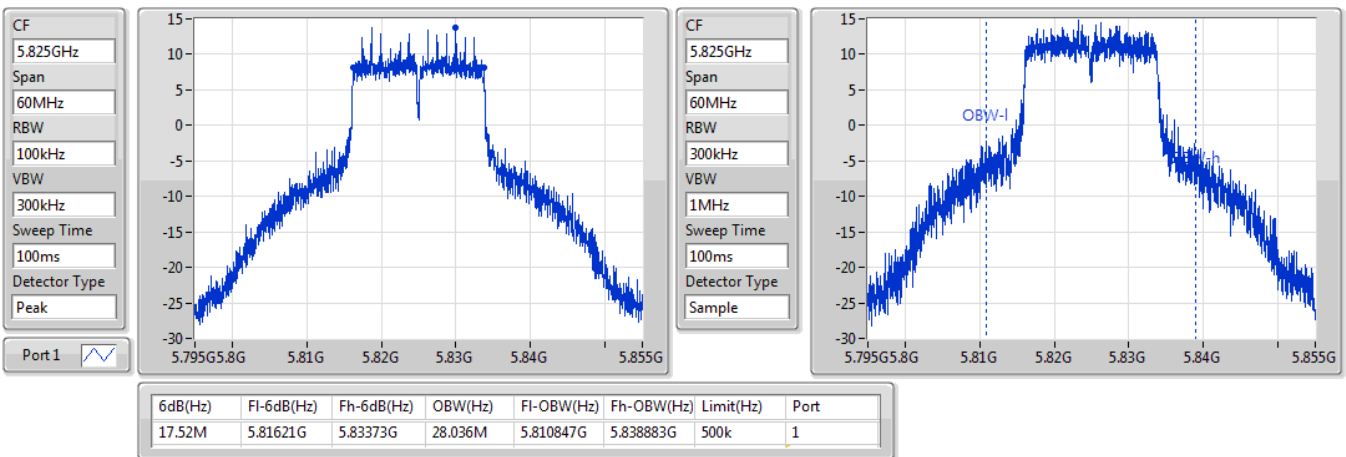 CF
5.825GHz
Span
60MHz
RBW
100kHz
VBW
300kHz
Sweep Time
100ms
Detector Type
Peak
Port 1
15
10
5
0
-5
-10
-15
-20
-25
-30
5.795G 5.8G 5.81G 5.82G 5.83G 5.84G 5.855G
CF
5.825GHz
Span
60MHz
RBW
300kHz
VBW
1MHz
Sweep Time
100ms
Detector Type
Sample
15
10
5
0
-5
-10
-15
-20
-25
-30
OBW-l
5.795G 5.8G 5.81G 5.82G 5.83G 5.84G 5.855G
6dB(Hz) Fl-6dB(Hz) Fh-6dB(Hz) OBW(Hz) Fl-OBW(Hz) Fh-OBW(Hz) Limit(Hz) Port
17.52M 5.81621G 5.83373G 28.036M 5.810847G 5.838883G 500k 1